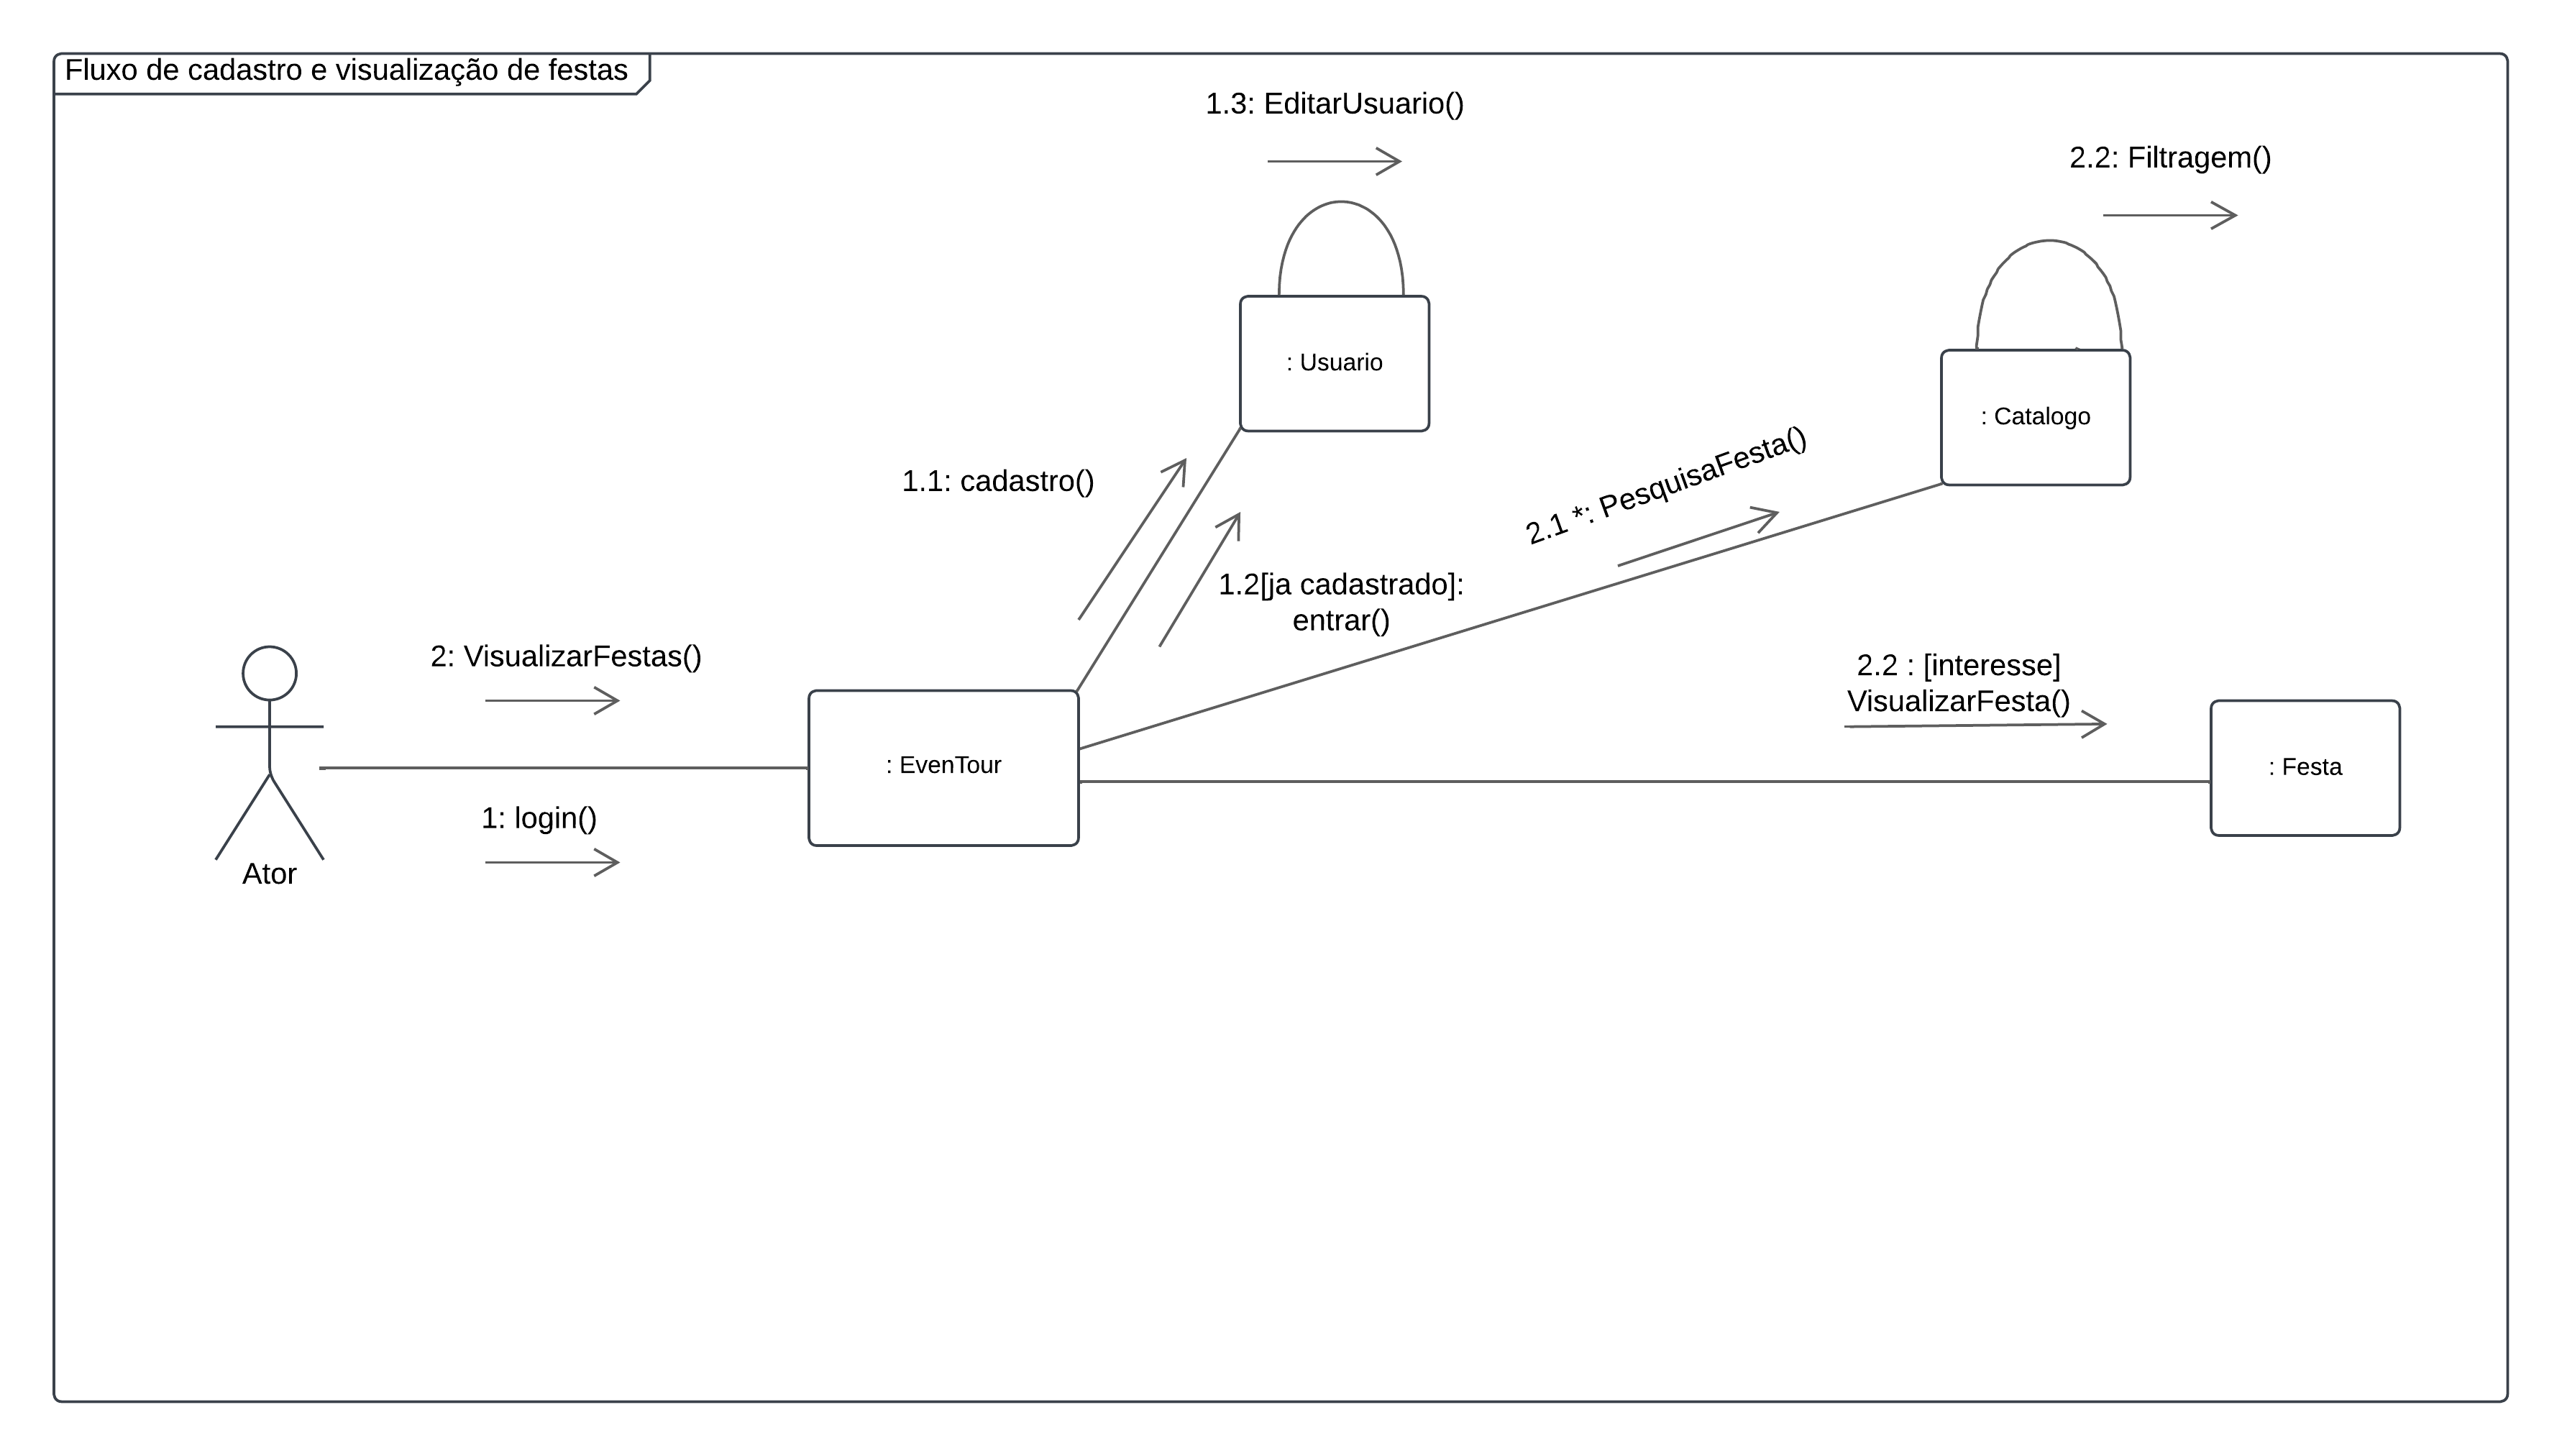 Fluxo de cadastro e visualização de festas
1.3: EditarUsuario()
2.2: Filtragem()
: Usuario
: Catalogo
1.1: cadastro()
2.1 *: PesquisaFesta()
1.2[ja cadastrado]:
entrar()
2: VisualizarFestas()
2.2 : [interesse]
VisualizarFesta()
: EvenTour
: Festa
1: login()
Ator